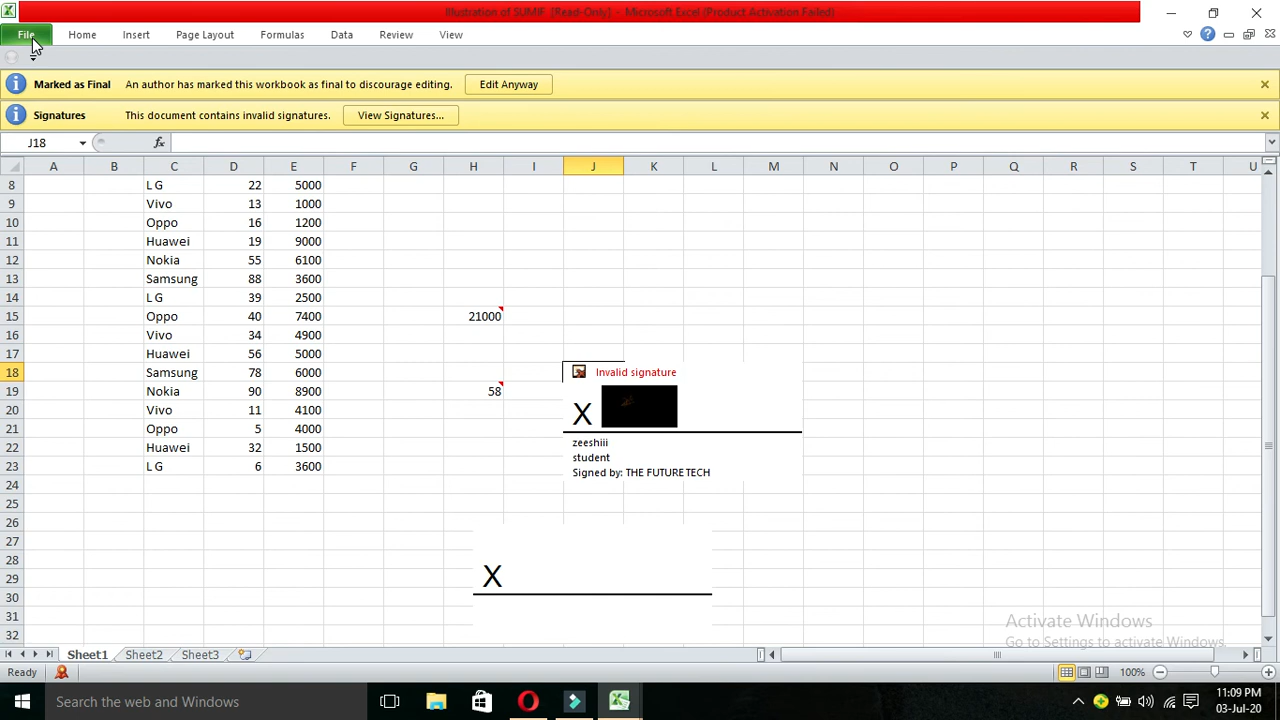 Illustration of SUMIF [Read-Only] - Microsoft Excel (Product Activation Failed)
File Home Insert Page Layout Formulas Data Review View
Marked as Final An author has marked this workbook as final to discourage editing. Edit Anyway
Signatures This document contains invalid signatures. View Signatures...
J18 fx
A B C D E F G H I J K L M N O P Q R S T U
8 L G 22 5000
9 Vivo 13 1000
10 Oppo 16 1200
11 Huawei 19 9000
12 Nokia 55 6100
13 Samsung 88 3600
14 L G 39 2500
15 Oppo 40 7400 21000
16 Vivo 34 4900
17 Huawei 56 5000
18 Samsung 78 6000 Invalid signature
19 Nokia 90 8900 58
20 Vivo 11 4100 X
21 Oppo 5 4000
22 Huawei 32 1500 zeeshiii
student
23 L G 6 3600 Signed by: THE FUTURE TECH
24
25
26
27
28
29 X
30
31 Activate Windows
32 Go to Settings to activate Windows.
Sheet1 Sheet2 Sheet3
Ready 100%
Search the web and Windows 11:09 PM
03-Jul-20